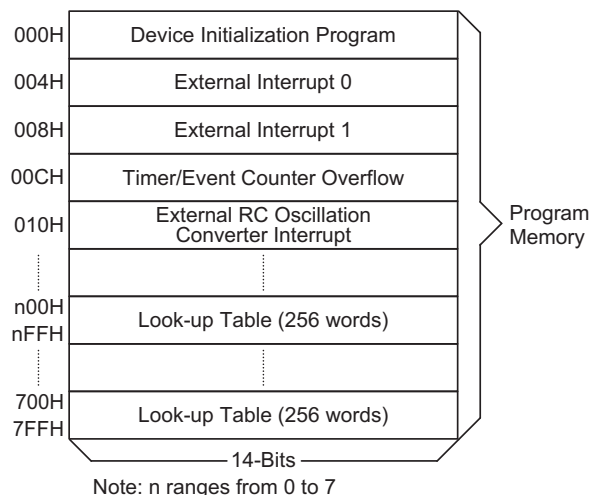 000H Device Initialization Program
004H External Interrupt 0
008H External Interrupt 1
00CH Timer/Event Counter Overflow
010H External RC Oscillation
Converter Interrupt
Program
Memory
n00H
nFFH
Look-up Table (256 words)
700H
7FFH
Look-up Table (256 words)
14-Bits
Note: n ranges from 0 to 7